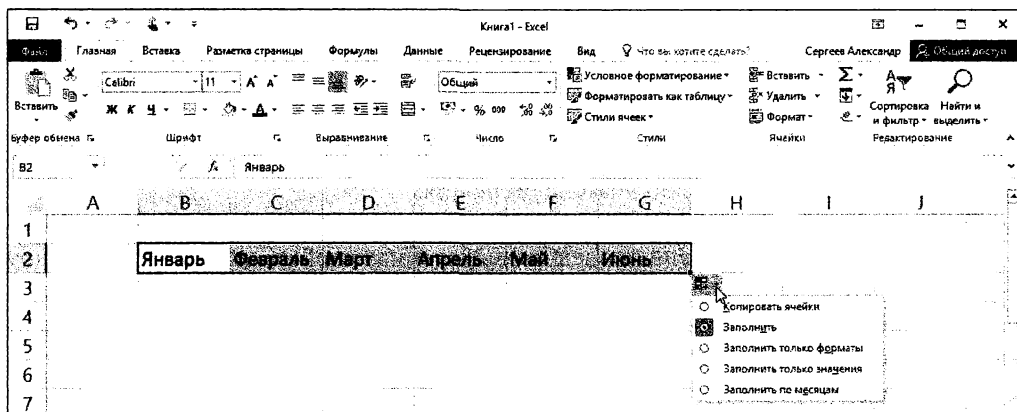 Книга1 - Excel
Файл Главная Вставка Разметка страницы Формулы Данные Рецензирование Вид Что вы хотите сделать? Сергеев Александр Общий доступ
Вставить
Calibri 11
Ж К Ч
Общий
% 000
Условное форматирование
Форматировать как таблицу
Стили ячеек
Вставить
Удалить
Формат
Сортировка и фильтр
Найти и выделить
Буфер обмена Шрифт Выравнивание Число Стили Ячейки Редактирование
B2 fx Январь
A B C D E F G H I J
1
2 Январь Февраль Март Апрель Май Июнь
3
4
5
6
7
Копировать ячейки
Заполнить
Заполнить только форматы
Заполнить только значения
Заполнить по месяцам